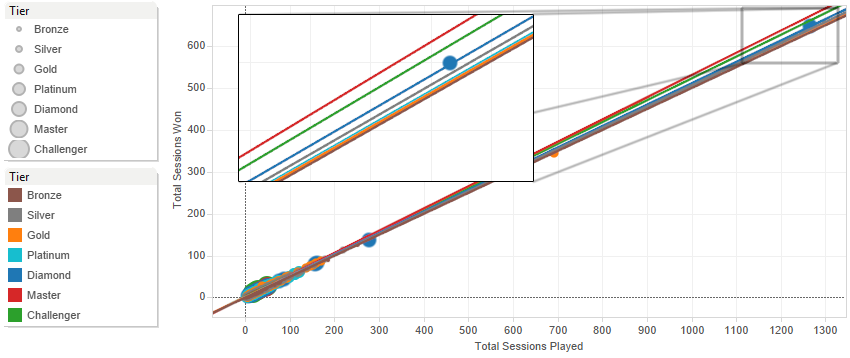 Tier
Bronze
Silver
Gold
Platinum
Diamond
Master
Challenger
Tier
Bronze
Silver
Gold
Platinum
Diamond
Master
Challenger
Total Sessions Won
600
500
400
300
200
100
0
0 100 200 300 400 500 600 700 800 900 1000 1100 1200 1300
Total Sessions Played